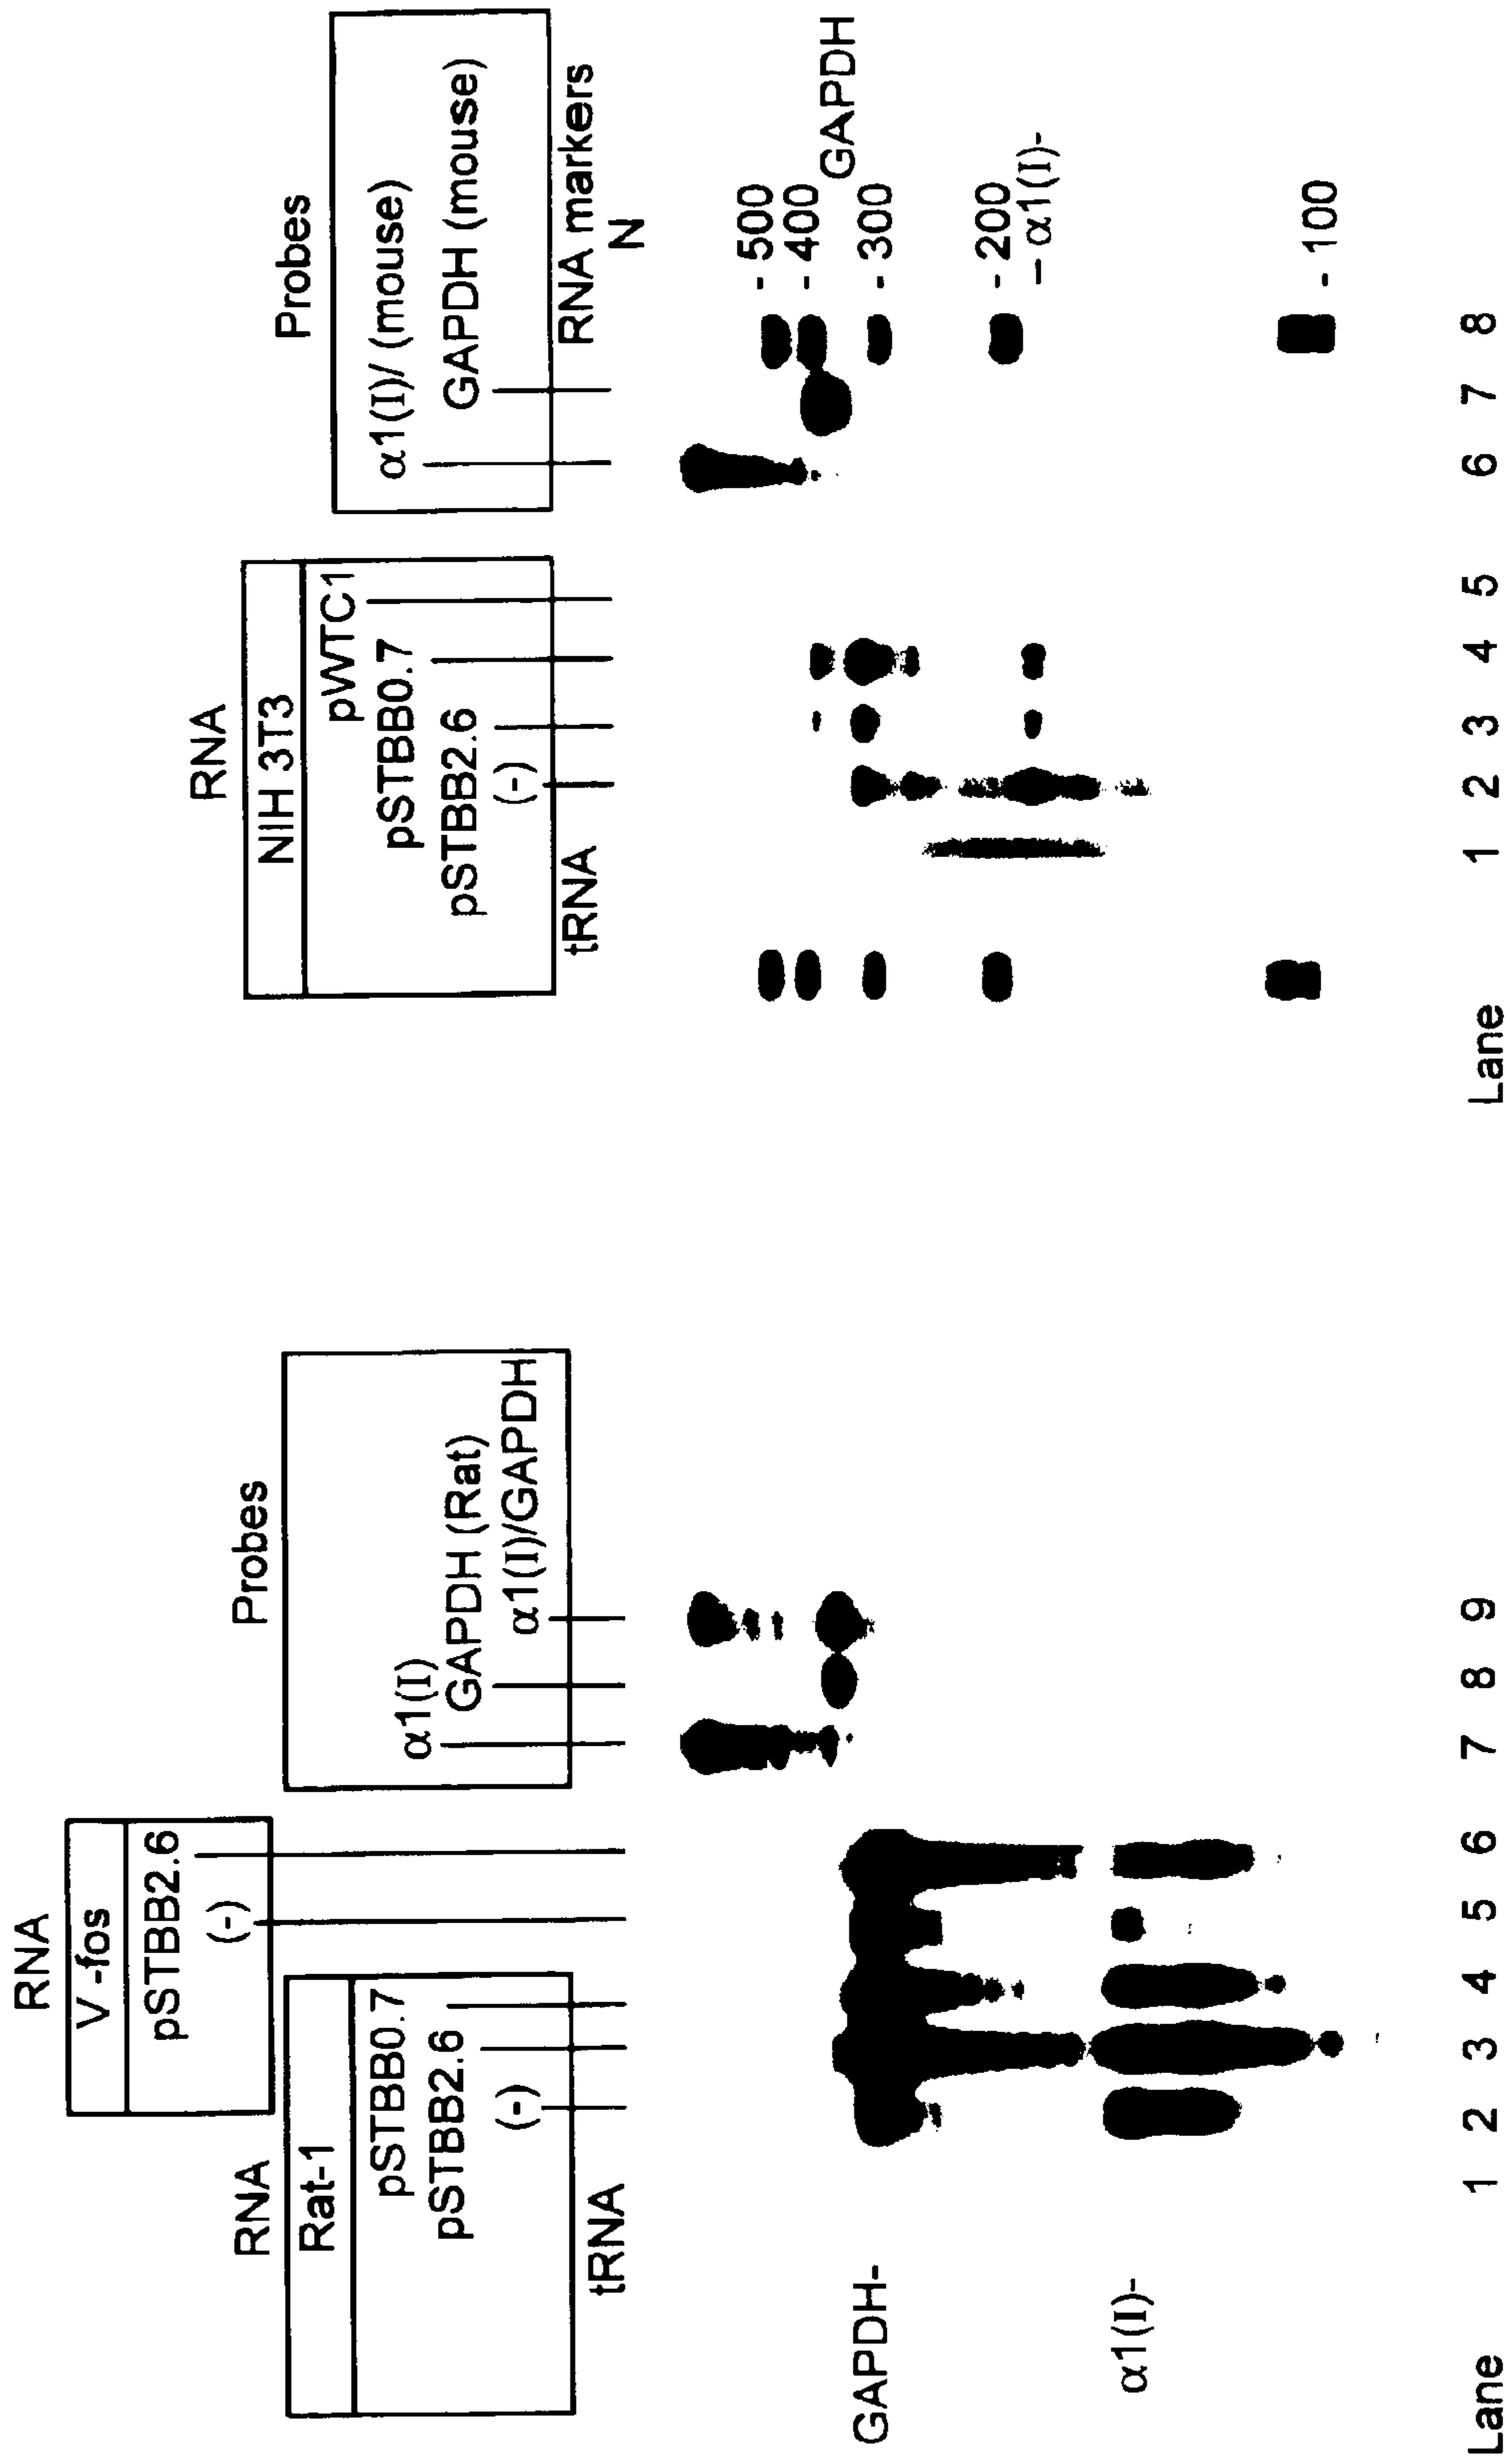 RNA
V -fos
pSTBB2.6
(-)
RNA
Rat-1
pSTBB0.7
pSTBB2.6
(-)
tRNA
Probes
α1(I)
GAPDH (Rat)
α1(I)/GAPDH
GAPDH-
α1(I)-
Lane 1 2 3 4 5 6 7 8 9
RNA
NIH 3T3
pWTC1
pSTBB0.7
pSTBB2.6
(-)
tRNA
Probes
α1(I)/ (mouse)
GAPDH (mouse)
RNA markers
N
- 500
- 400
GAPDH
- 300
- 200
– α1(I)-
- 100
Lane 1 2 3 4 5 6 7 8